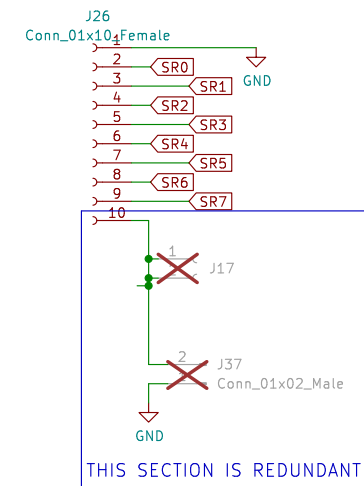 J26
Conn_01x10_Female
1
GND
2 SR0
3 SR1
4 SR2
5 SR3
6 SR4
7 SR5
8 SR6
9 SR7
10
1
J17
2
J37
Conn_01x02_Male
GND
THIS SECTION IS REDUNDANT